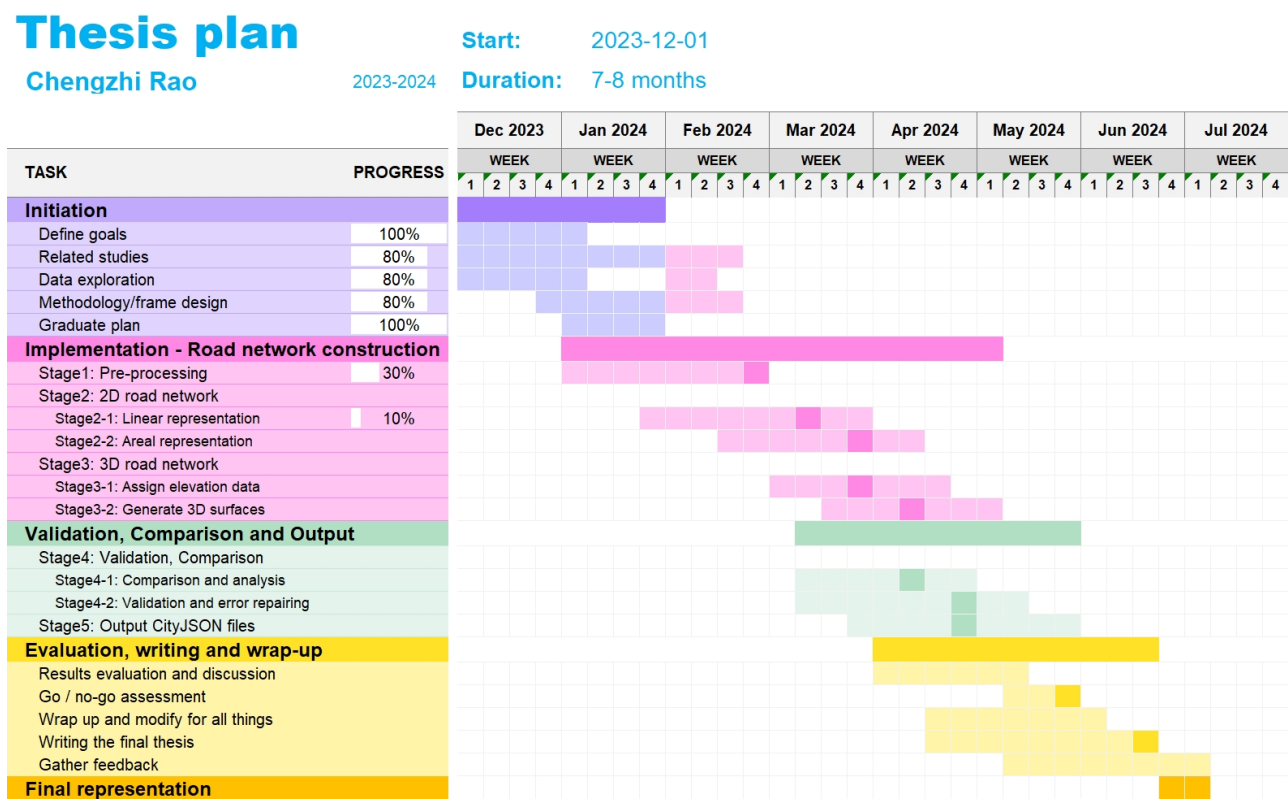 Thesis plan
Start: 2023-12-01
Chengzhi Rao 2023-2024 Duration: 7-8 months
Dec 2023 Jan 2024 Feb 2024 Mar 2024 Apr 2024 May 2024 Jun 2024 Jul 2024
WEEK WEEK WEEK WEEK WEEK WEEK WEEK WEEK
TASK PROGRESS
1 2 3 4 1 2 3 4 1 2 3 4 1 2 3 4 1 2 3 4 1 2 3 4 1 2 3 4 1 2 3 4
Initiation
Define goals 100%
Related studies 80%
Data exploration 80%
Methodology/frame design 80%
Graduate plan 100%
Implementation - Road network construction
Stage1: Pre-processing 30%
Stage2: 2D road network
Stage2-1: Linear representation 10%
Stage2-2: Areal representation
Stage3: 3D road network
Stage3-1: Assign elevation data
Stage3-2: Generate 3D surfaces
Validation, Comparison and Output
Stage4: Validation, Comparison
Stage4-1: Comparison and analysis
Stage4-2: Validation and error repairing
Stage5: Output CityJSON files
Evaluation, writing and wrap-up
Results evaluation and discussion
Go / no-go assessment
Wrap up and modify for all things
Writing the final thesis
Gather feedback
Final representation